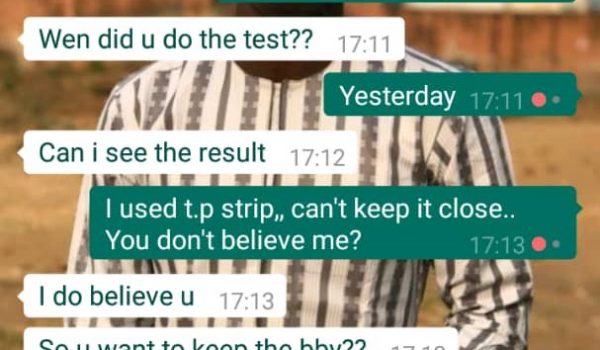 Wen did u do the test?? 17:11
Yesterday 17:11
Can i see the result 17:12
I used t.p strip,, can't keep it close..
You don't believe me? 17:13
I do believe u 17:13
So u want to keep the bby??